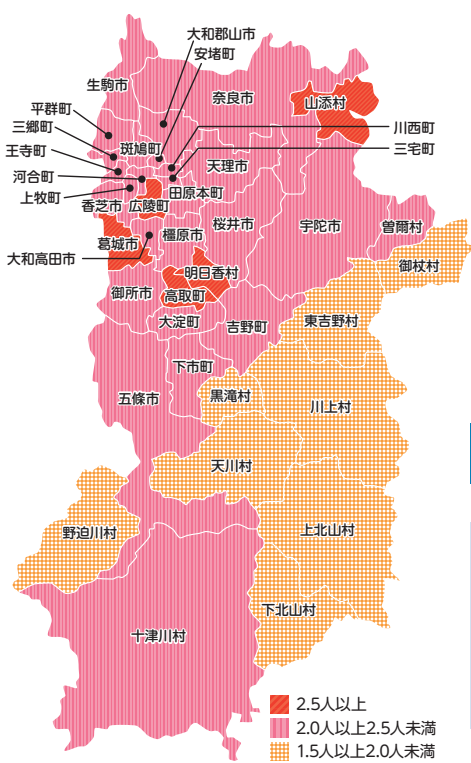 大和郡山市
安堵町
生駒市
奈良市
山添村
平群町
三郷町
斑鳩町
川西町
王寺町
三宅町
天理市
河合町
田原本町
上牧町
香芝市
広陵町
桜井市
宇陀市
曽爾村
葛城市
橿原市
御杖村
大和高田市
明日香村
御所市
高取町
大淀町
吉野町
東吉野村
下市町
五條市
黒滝村
川上村
天川村
野迫川村
上北山村
下北山村
十津川村
2.5人以上
2.0人以上2.5人未満
1.5人以上2.0人未満